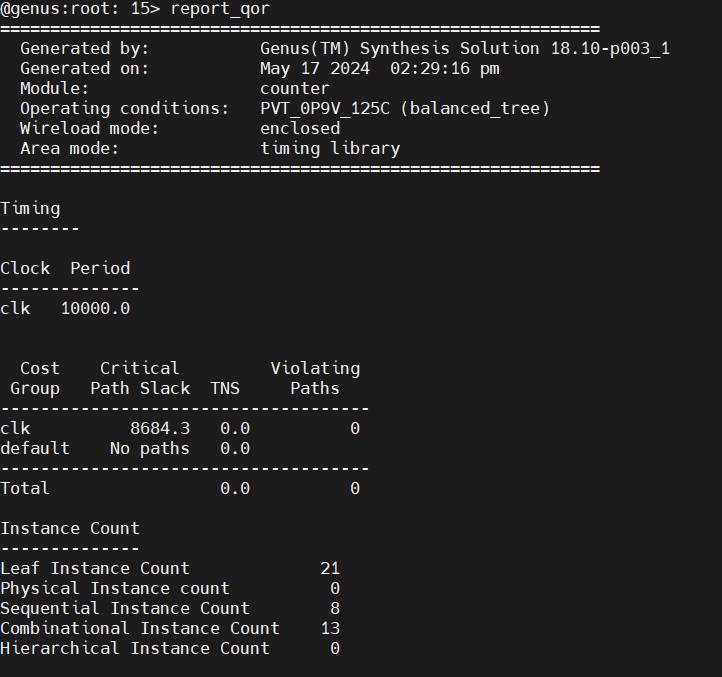 @genus:root: 15> report_qor
============================================================
  Generated by:           Genus(TM) Synthesis Solution 18.10-p003_1
  Generated on:           May 17 2024  02:29:16 pm
  Module:                 counter
  Operating conditions:   PVT_0P9V_125C (balanced_tree)
  Wireload mode:          enclosed
  Area mode:              timing library
============================================================

Timing
--------

Clock  Period
--------------
clk   10000.0


  Cost    Critical         Violating
 Group   Path Slack  TNS     Paths
-------------------------------------
clk          8684.3   0.0          0
default    No paths   0.0
-------------------------------------
Total                 0.0          0

Instance Count
--------------
Leaf Instance Count             21
Physical Instance count          0
Sequential Instance Count        8
Combinational Instance Count    13
Hierarchical Instance Count      0